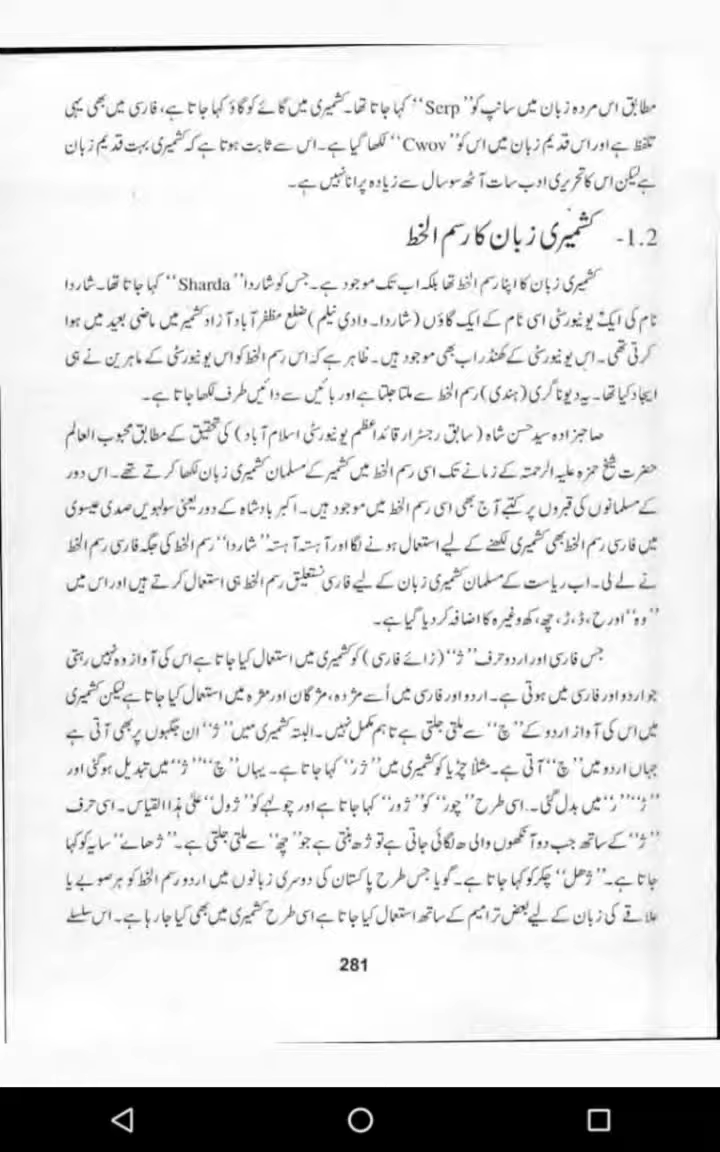 مطابق اس مردہ زبان میں سانپ کو ”Serp“ کہا جاتا تھا۔ کشمیری میں گائے کو گاؤ کہا جاتا ہے، فارسی میں بھی یہی
تلفظ ہے اور اس قدیم زبان میں اس کو ”Cwov“ لکھا گیا ہے۔ اس سے ثابت ہوتا ہے کہ کشمیری بہت قدیم زبان
ہے لیکن اس کا تحریری ادب سات آٹھ سو سال سے زیادہ پرانا نہیں ہے۔
1.2- کشمیری زبان کا رسم الخط
کشمیری زبان کا اپنا رسم الخط تھا بلکہ اب تک موجود ہے۔ جس کو شاردا ”Sharda“ کہا جاتا تھا۔ شاردا
نام کی ایک یونیورسٹی اسی نام کے ایک گاؤں (شاردا۔ وادی نیلم) ضلع مظفر آباد آزاد کشمیر میں ماضی بعید میں ہوا
کرتی تھی۔ اس یونیورسٹی کے کھنڈر اب بھی موجود ہیں۔ ظاہر ہے کہ اس رسم الخط کو اس یونیورسٹی کے ماہرین نے ہی
ایجاد کیا تھا۔ یہ دیوناگری (ہندی) رسم الخط سے ملتا جلتا ہے اور بائیں سے دائیں طرف لکھا جاتا ہے۔
صاحبزادہ سید حسن شاہ (سابق رجسٹرار قائداعظم یونیورسٹی اسلام آباد) کی تحقیق کے مطابق محبوب العالم
حضرت شیخ حمزہ علیہ الرحمتہ کے زمانے تک اسی رسم الخط میں کشمیر کے مسلمان کشمیری زبان لکھا کرتے تھے۔ اس دور
کے مسلمانوں کی قبروں پر کتبے آج بھی اسی رسم الخط میں موجود ہیں۔ اکبر بادشاہ کے دور یعنی سولہویں صدی عیسوی
میں فارسی رسم الخط بھی کشمیری لکھنے کے لیے استعمال ہونے لگا اور آہستہ آہستہ ”شاردا“ رسم الخط کی جگہ فارسی رسم الخط
نے لے لی۔ اب ریاست کے مسلمان کشمیری زبان کے لیے فارسی نستعلیق رسم الخط ہی استعمال کرتے ہیں اور اس میں
”وہ“ اور ح، ڈ، ڑ، چھ، کھ وغیرہ کا اضافہ کر دیا گیا ہے۔
جس فارسی اور اردو حرف ”ژ“ (زائے فارسی) کو کشمیری میں استعمال کیا جاتا ہے اس کی آواز وہ نہیں رہتی
جو اردو اور فارسی میں ہوتی ہے۔ اردو اور فارسی میں اُسے مژدہ، مژگان اور مژہ میں استعمال کیا جاتا ہے لیکن کشمیری
میں اس کی آواز اردو کے ”چ“ سے ملتی جلتی ہے تاہم مکمل نہیں۔ البتہ کشمیری میں ”ژ“ ان جگہوں پر بھی آتی ہے
جہاں اردو میں ”چ“ آتی ہے۔ مثلاً چڑیا کو کشمیری میں ”ژر“ کہا جاتا ہے۔ یہاں ”چ“ ”ژ“ میں تبدیل ہو گئی اور
”ڑ“ ”ر“ میں بدل گئی۔ اسی طرح ”چور“ کو ”ژور“ کہا جاتا ہے اور چولہے کو ”ژول“ علیٰ ہذا القیاس۔ اسی حرف
”ژ“ کے ساتھ جب دو آنکھوں والی ھ لگائی جاتی ہے تو ژھ بنتی ہے جو ”چھ“ سے ملتی جلتی ہے۔ ”ژھائے“ سایہ کو کہا
جاتا ہے۔ ”ژھل“ چکر کو کہا جاتا ہے۔ گویا جس طرح پاکستان کی دوسری زبانوں میں اردو رسم الخط کو ہر صوبے یا
علاقے کی زبان کے لیے بعض ترامیم کے ساتھ استعمال کیا جاتا ہے اسی طرح کشمیری میں بھی کیا جا رہا ہے۔ اس سلسلے
281